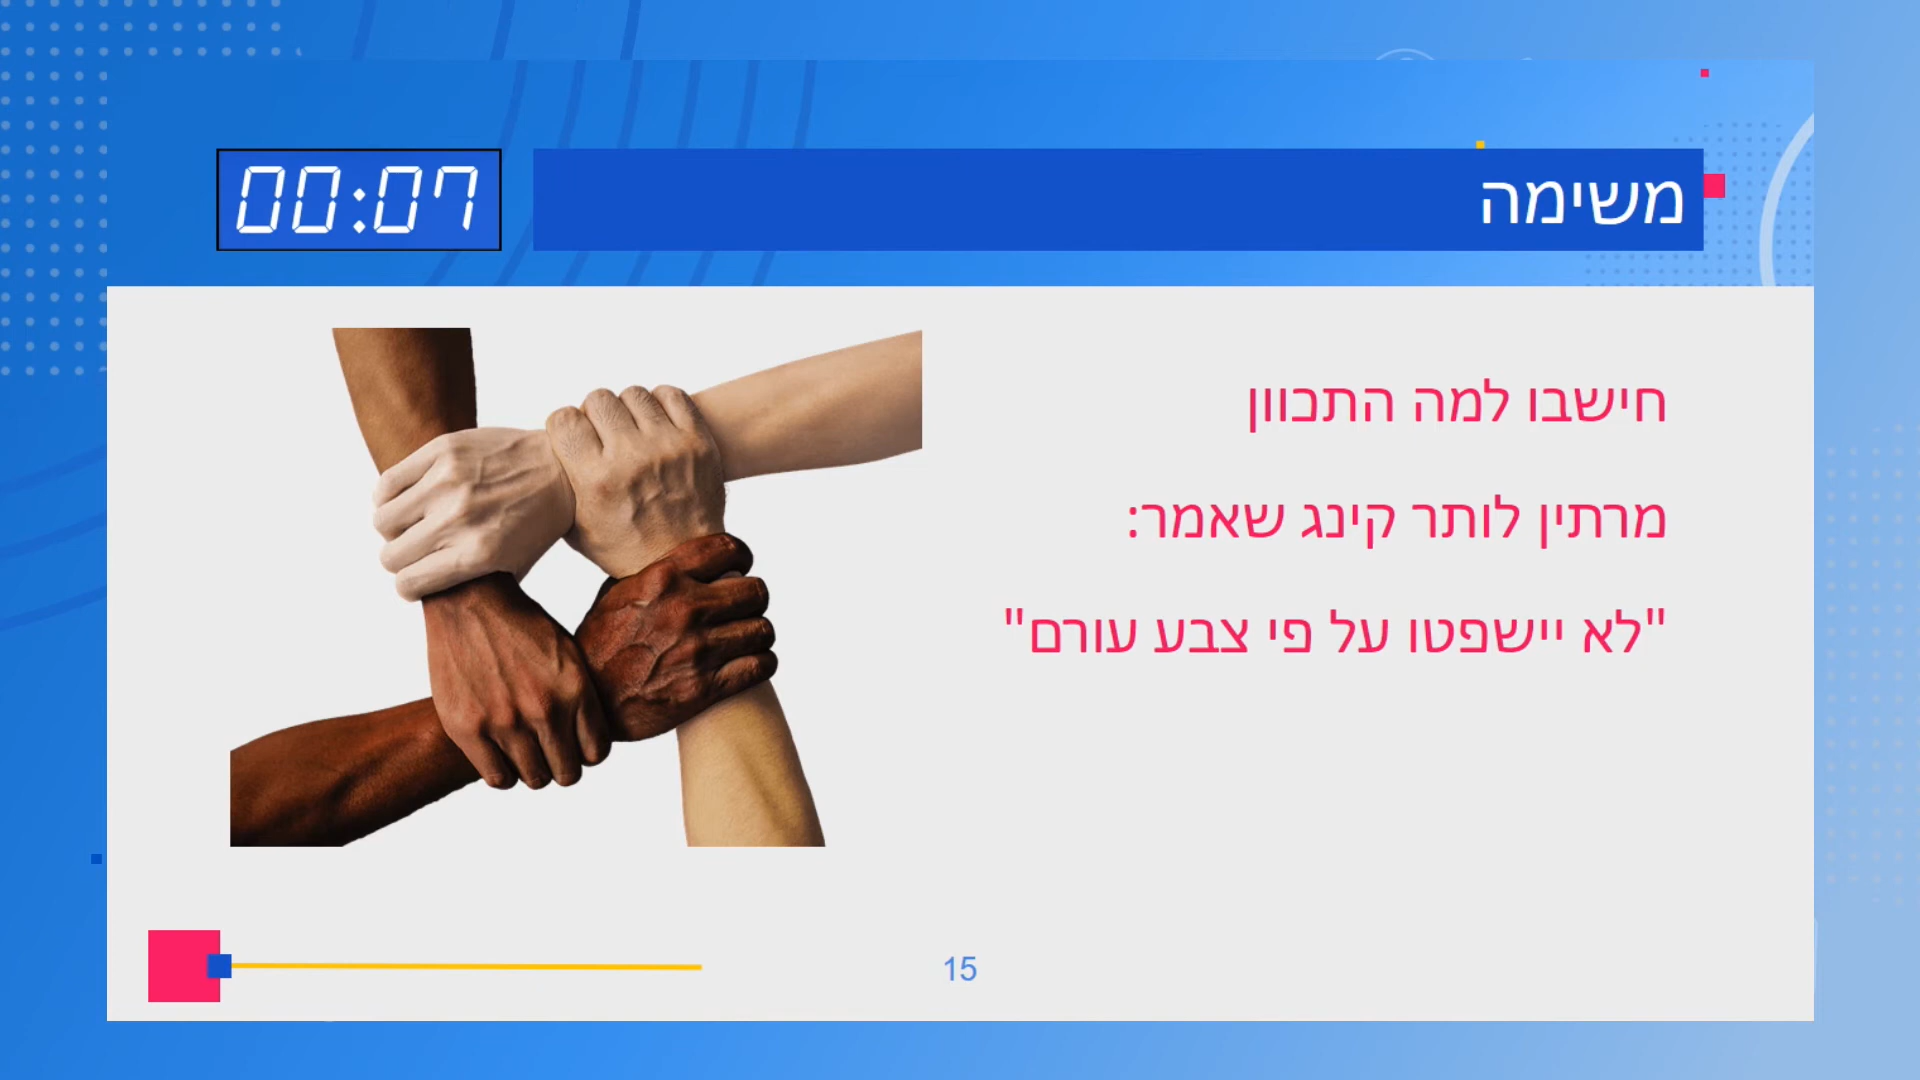 משימה
00:07
חישבו למה התכוון
מרתין לותר קינג שאמר:
"לא יישפטו על פי צבע עורם"
15